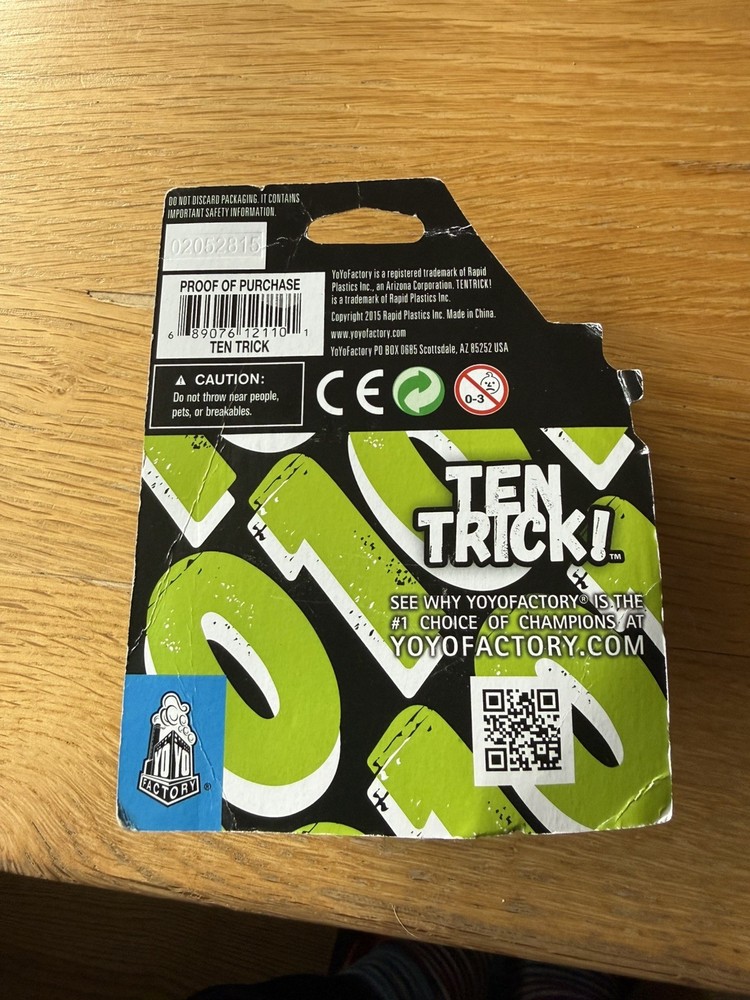 DO NOT DISCARD PACKAGING. IT CONTAINS
IMPORTANT SAFETY INFORMATION.
02052815
PROOF OF PURCHASE
6 89076 12110 1
TEN TRICK
YoYoFactory is a registered trademark of Rapid
Plastics Inc., an Arizona Corporation. TENTRICK!
is a trademark of Rapid Plastics Inc.
Copyright 2015 Rapid Plastics Inc. Made in China.
www.yoyofactory.com
YoYoFactory PO BOX 0685 Scottsdale, AZ 85252 USA
CAUTION:
Do not throw near people,
pets, or breakables.
CE
0-3
10
TEN
TRICK!™
SEE WHY YOYOFACTORY® IS THE
#1 CHOICE OF CHAMPIONS AT
YOYOFACTORY.COM
YO YO
FACTORY®